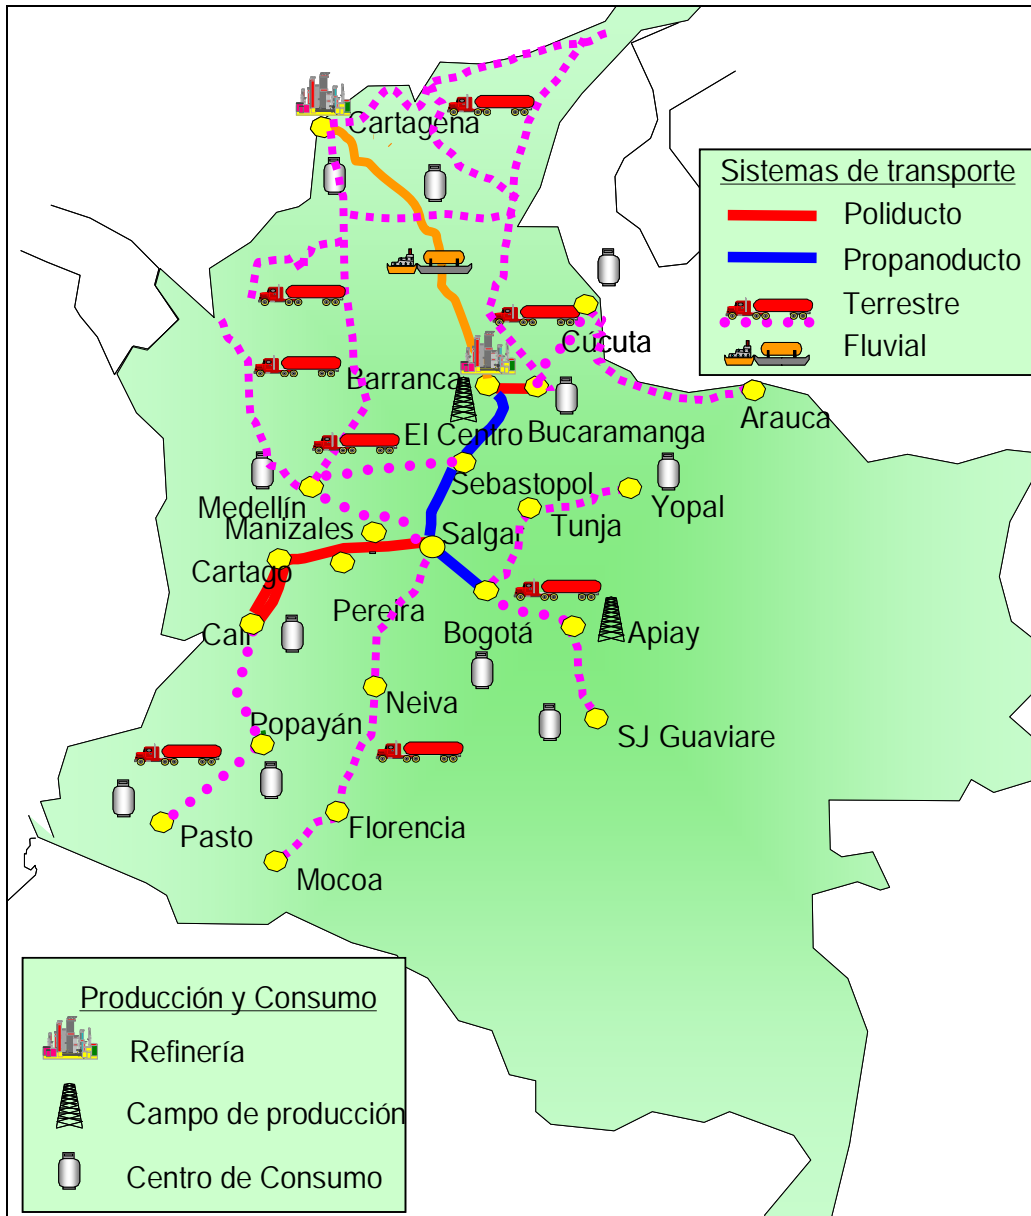 Cartagena
Sistemas de transporte
Poliducto
Propanoducto
Terrestre
Fluvial
Cúcuta
Barranca
Arauca
El Centro
Bucaramanga
Sebastopol
Yopal
Medellín
Manizales
Salgar
Tunja
Cartago
Pereira
Bogotá
Apiay
Cali
Neiva
Popayán
SJ Guaviare
Pasto
Florencia
Mocoa
Producción y Consumo
Refinería
Campo de producción
Centro de Consumo